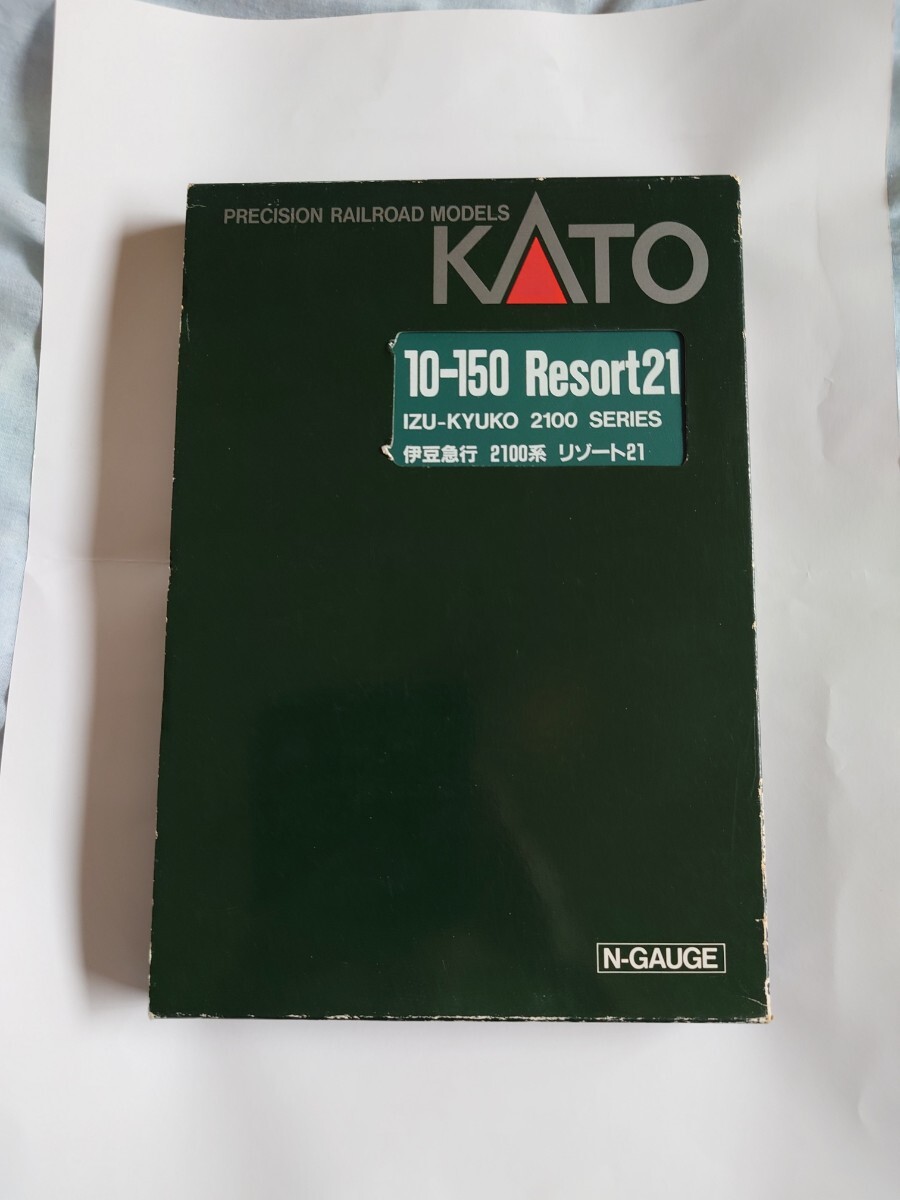 PRECISION RAILROAD MODELS
KATO
10-150 Resort21
IZU-KYUKO 2100 SERIES
伊豆急行 2100系 リゾート21
N-GAUGE